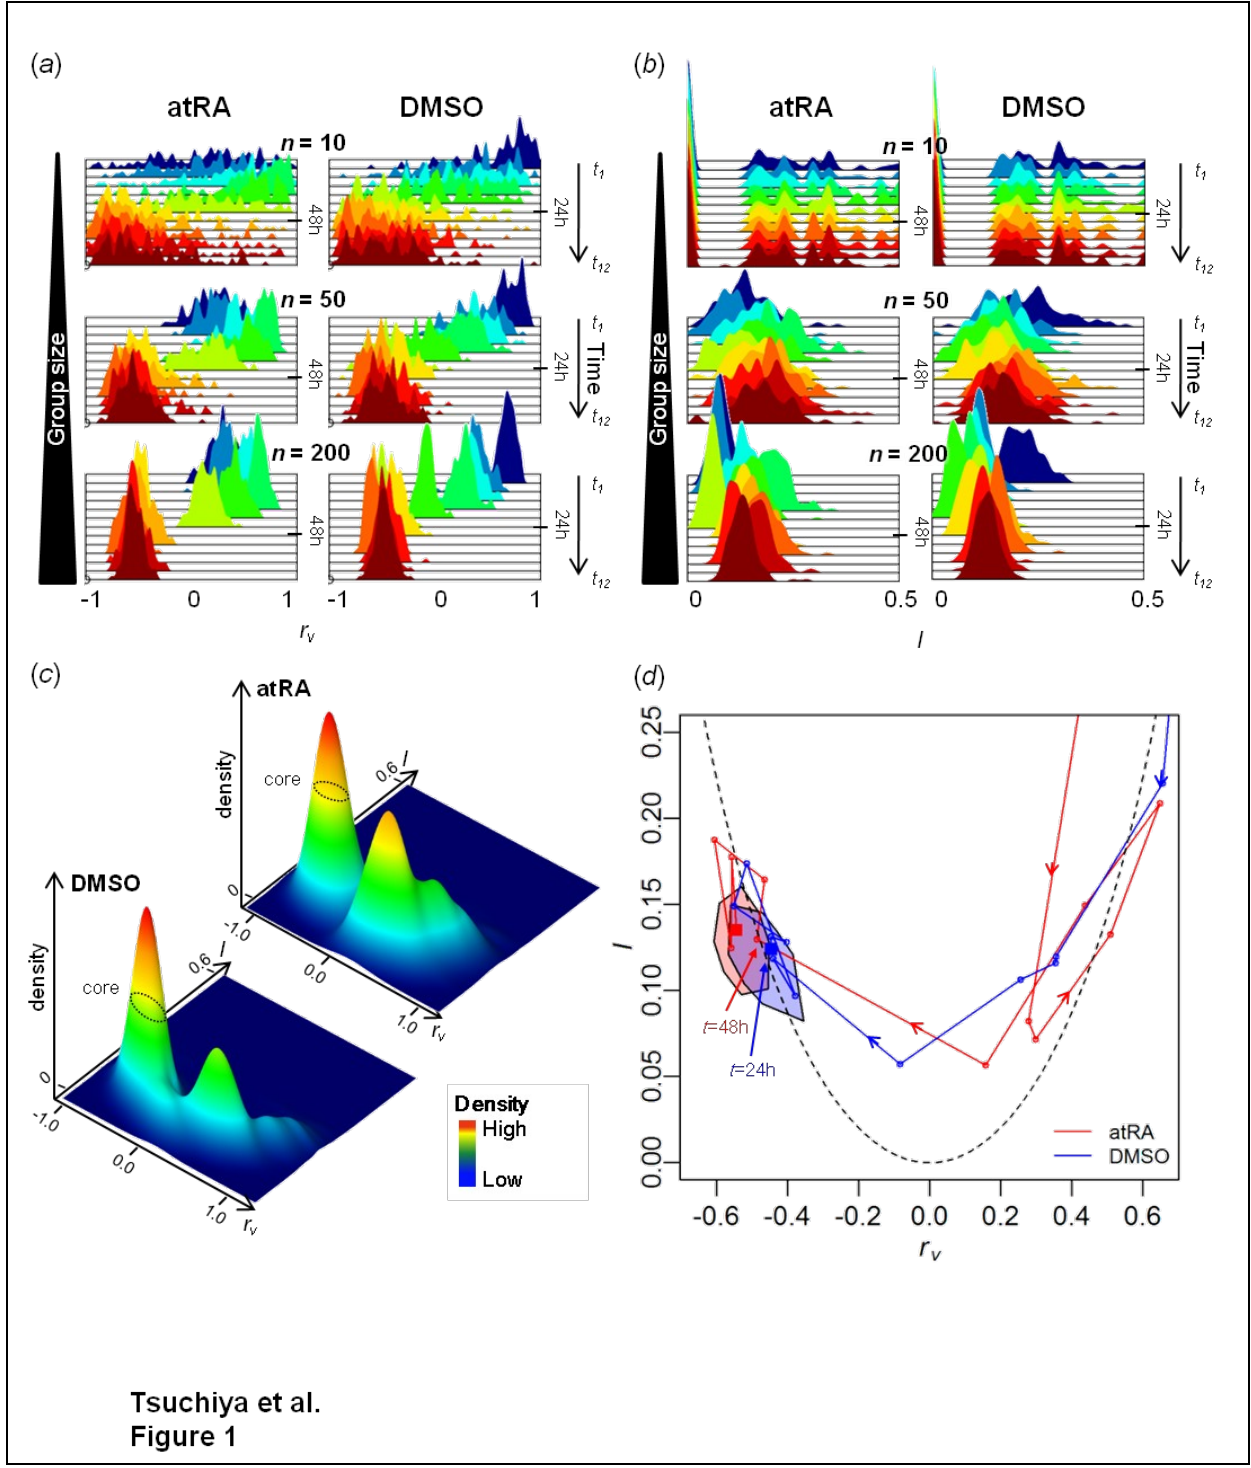 (a)
atRA
DMSO
n = 10
n = 50
n = 200
Group size
48h
48h
48h
t1
24h
t12
t1
24h
t12
Time
t1
24h
t12
-1 0 1
-1 0 1
rv
(b)
atRA
DMSO
n = 10
n = 50
n = 200
Group size
48h
48h
48h
t1
24h
t12
t1
24h
t12
Time
t1
24h
t12
0 0.5
0 0.5
I
(c)
atRA
density
core
0.6
I
0
-1.0
0.0
1.0
rv
DMSO
density
core
0.6
I
0
-1.0
0.0
1.0
rv
Density
High
Low
(d)
0.25
0.20
0.15
0.10
0.05
0.00
I
t=48h
t=24h
atRA
DMSO
-0.6 -0.4 -0.2 0.0 0.2 0.4 0.6
rv
Tsuchiya et al.
Figure 1